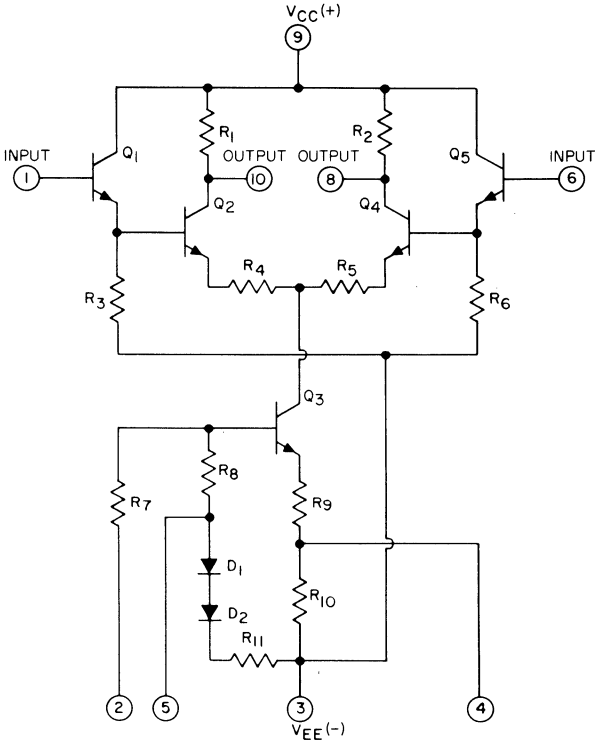 VCC(+)
9
R1
R2
INPUT
Q1
OUTPUT
OUTPUT
Q5
INPUT
1
10
8
6
Q2
Q4
R4
R5
R3
R6
Q3
R8
R7
R9
D1
R10
D2
R11
2
5
3
4
VEE(-)